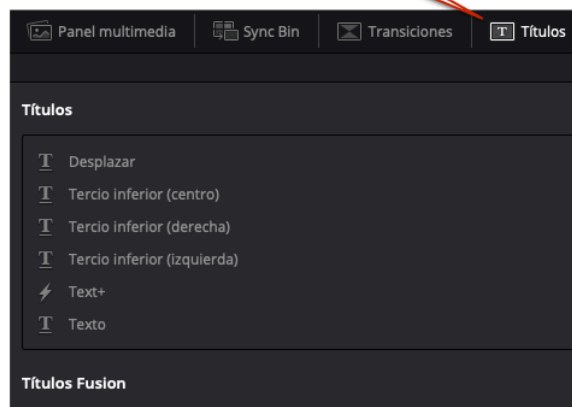 Panel multimedia Sync Bin Transiciones T Títulos
Títulos
T Desplazar
T Tercio inferior (centro)
T Tercio inferior (derecha)
T Tercio inferior (izquierda)
Text+
T Texto
Títulos Fusion